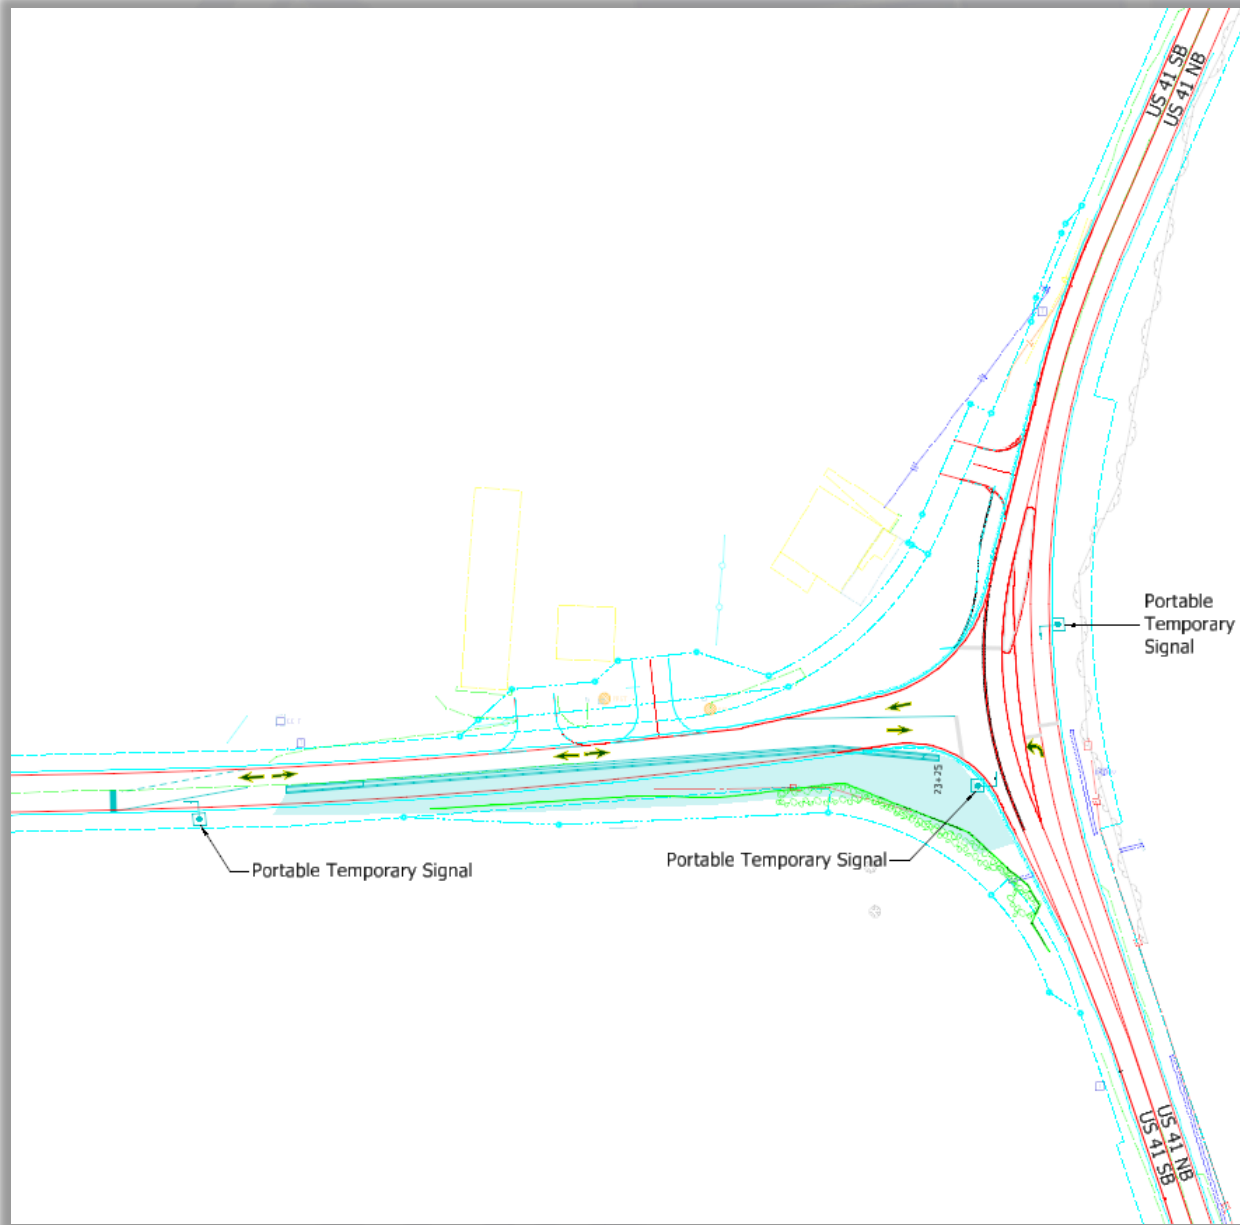 US 41 SB
US 41 NB
Portable
Temporary
Signal
23+25
Portable Temporary Signal
Portable Temporary Signal
US 41 NB
US 41 SB